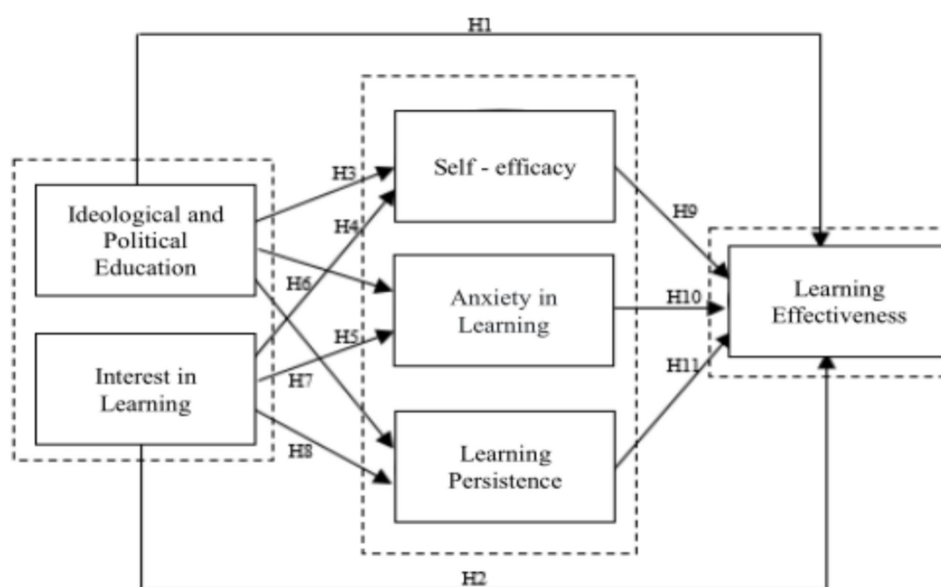 H1
Self - efficacy
H3
Ideological and
Political
Education
H4
H9
H6
Anxiety in
Learning
H10
Learning
Effectiveness
H5
Interest in
Learning
H7
H11
H8
Learning
Persistence
H2